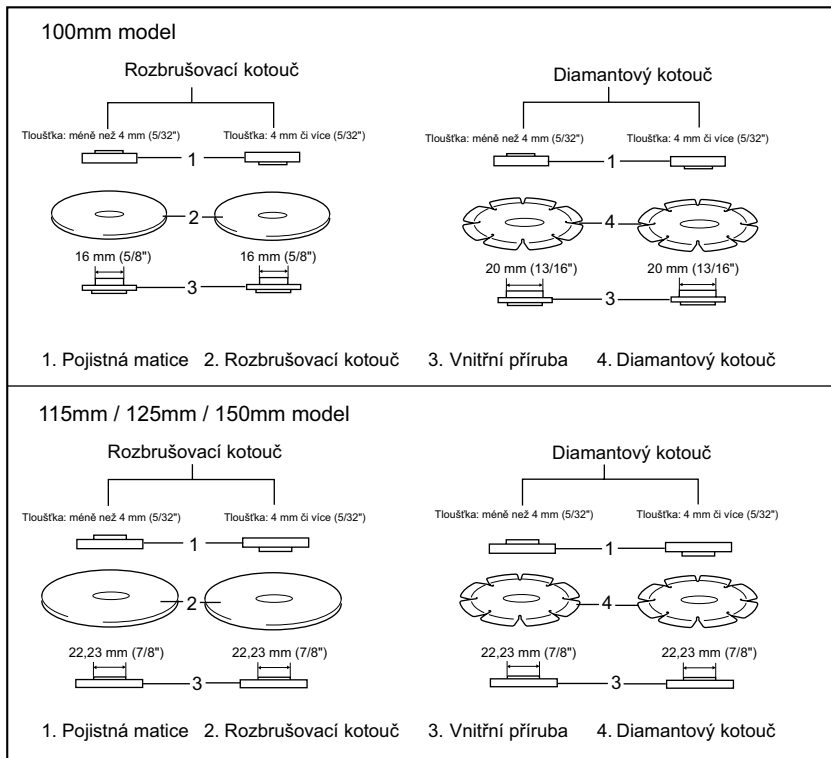 100mm model
Rozbrušovací kotouč
Diamantový kotouč
Tloušťka: méně než 4 mm (5/32")
Tloušťka: 4 mm či více (5/32")
Tloušťka: méně než 4 mm (5/32")
Tloušťka: 4 mm či více (5/32")
1
1
2
4
16 mm (5/8")
16 mm (5/8")
20 mm (13/16")
20 mm (13/16")
3
3
1. Pojistná matice 2. Rozbrušovací kotouč 3. Vnitřní příruba 4. Diamantový kotouč
115mm / 125mm / 150mm model
Rozbrušovací kotouč
Diamantový kotouč
Tloušťka: méně než 4 mm (5/32")
Tloušťka: 4 mm či více (5/32")
Tloušťka: méně než 4 mm (5/32")
Tloušťka: 4 mm či více (5/32")
1
1
2
4
22,23 mm (7/8")
22,23 mm (7/8")
22,23 mm (7/8")
22,23 mm (7/8")
3
3
1. Pojistná matice 2. Rozbrušovací kotouč 3. Vnitřní příruba 4. Diamantový kotouč